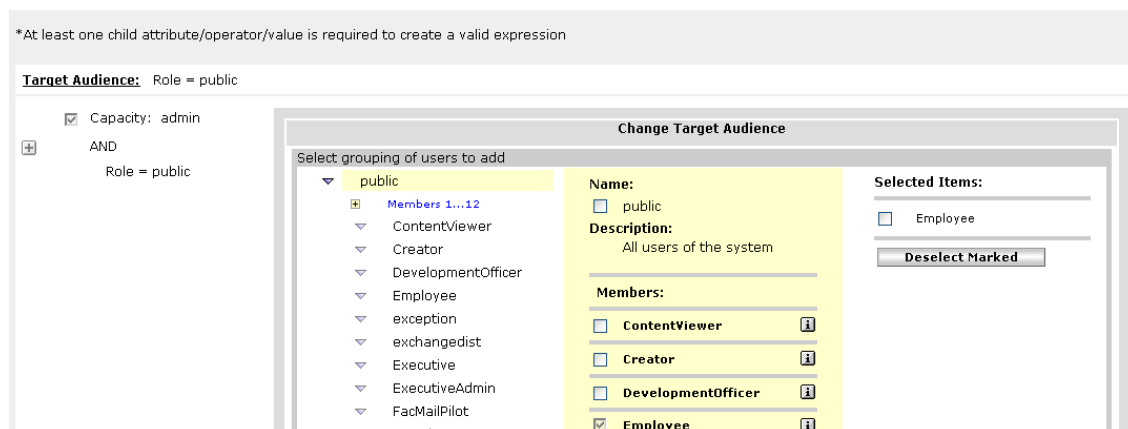 *At least one child attribute/operator/value is required to create a valid expression
Target Audience: Role = public
Capacity: admin
AND
Role = public
Change Target Audience
Select grouping of users to add
public
Members 1...12
ContentViewer
Creator
DevelopmentOfficer
Employee
exception
exchangedist
Executive
ExecutiveAdmin
FacMailPilot
Name:
public
Description:
All users of the system
Members:
ContentViewer
Creator
DevelopmentOfficer
Employee
Selected Items:
Employee
Deselect Marked